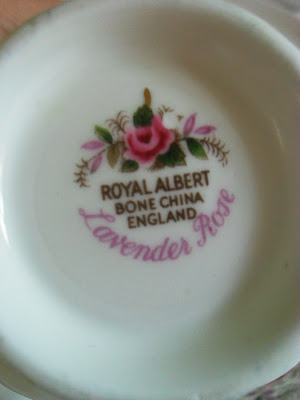 ROYAL ALBERT
BONE CHINA
ENGLAND
Lavender Rose